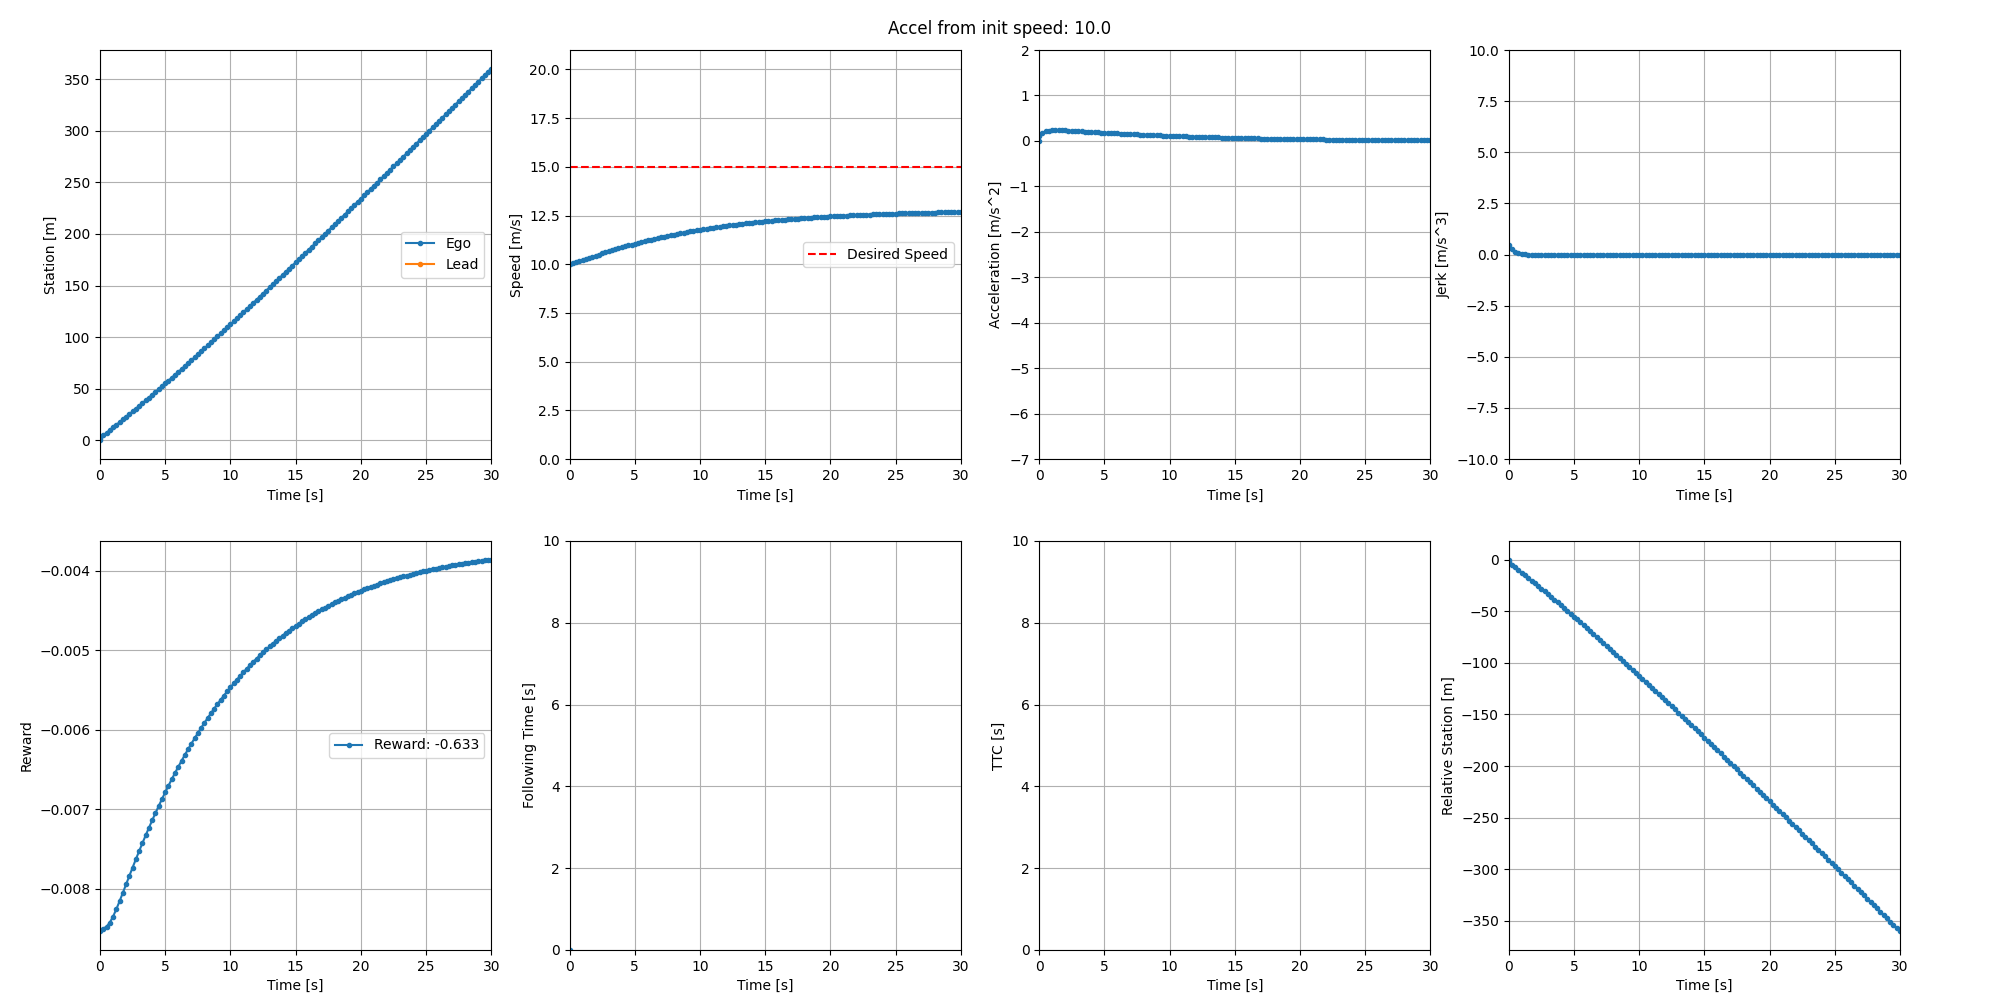 Accel from init speed: 10.0
350
300
250
200
150
100
50
0
Station [m]
Ego
Lead
0 5 10 15 20 25 30
Time [s]
20.0
17.5
15.0
12.5
10.0
7.5
5.0
2.5
0.0
Speed [m/s]
Desired Speed
0 5 10 15 20 25 30
Time [s]
2
1
0
−1
−2
−3
−4
−5
−6
−7
Acceleration [m/s^2]
0 5 10 15 20 25 30
Time [s]
10.0
7.5
5.0
2.5
0.0
−2.5
−5.0
−7.5
−10.0
Jerk [m/s^3]
0 5 10 15 20 25 30
Time [s]
−0.004
−0.005
−0.006
−0.007
−0.008
Reward
Reward: -0.633
0 5 10 15 20 25 30
Time [s]
10
8
6
4
2
0
Following Time [s]
0 5 10 15 20 25 30
Time [s]
10
8
6
4
2
0
TTC [s]
0 5 10 15 20 25 30
Time [s]
0
−50
−100
−150
−200
−250
−300
−350
Relative Station [m]
0 5 10 15 20 25 30
Time [s]